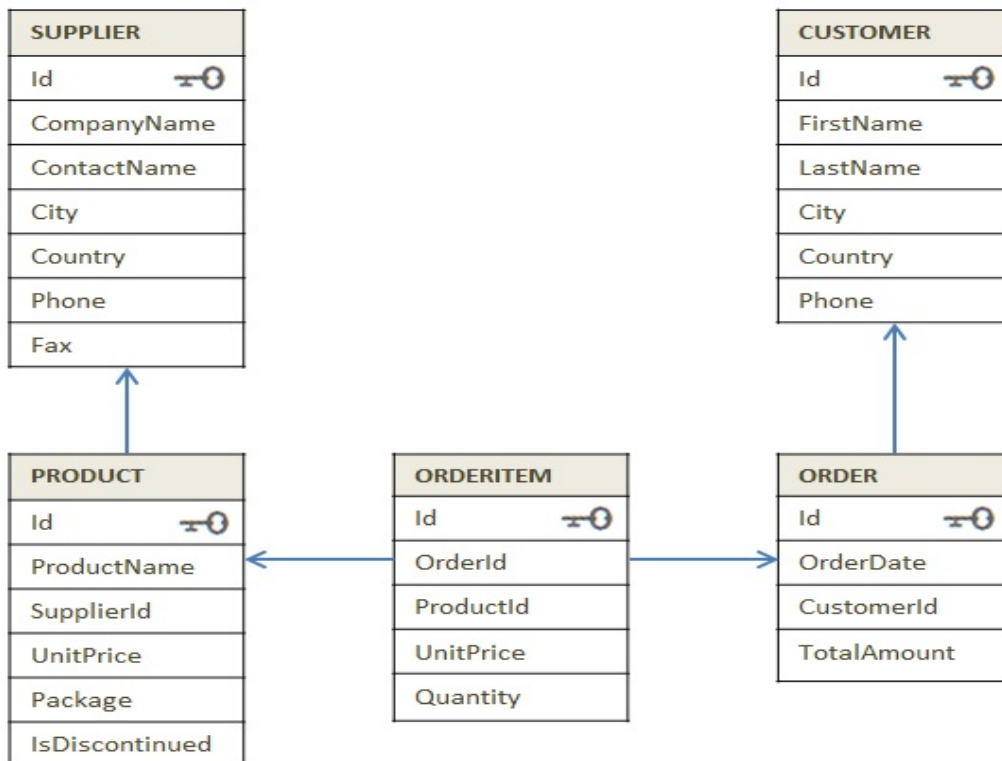 SUPPLIER
Id
CompanyName
ContactName
City
Country
Phone
Fax
CUSTOMER
Id
FirstName
LastName
City
Country
Phone
PRODUCT
Id
ProductName
SupplierId
UnitPrice
Package
IsDiscontinued
ORDERITEM
Id
OrderId
ProductId
UnitPrice
Quantity
ORDER
Id
OrderDate
CustomerId
TotalAmount